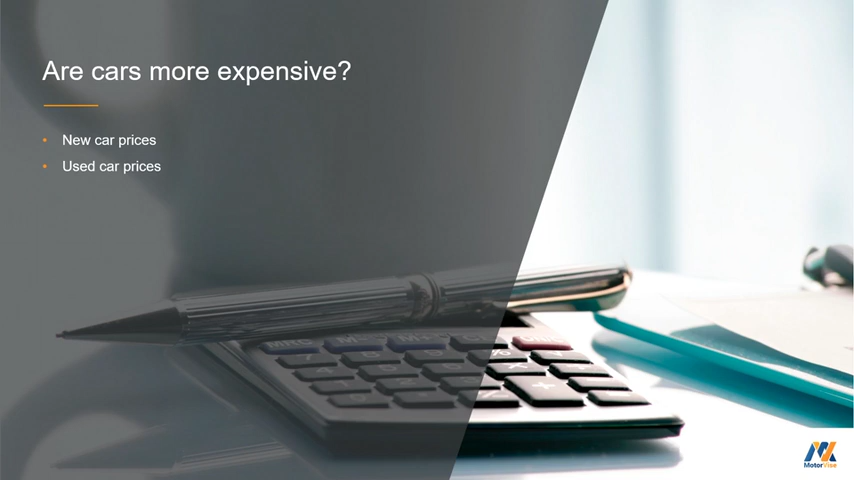 Are cars more expensive?
New car prices
Used car prices
MotorVise